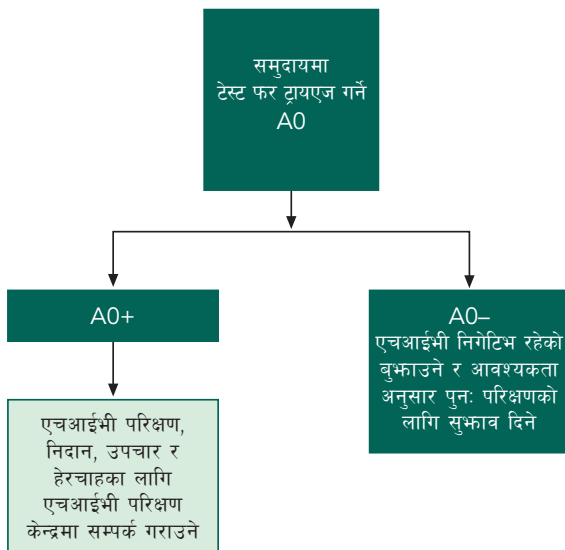 समुदायमा
टेस्ट फर ट्रायएज गर्ने
A0
A0+
A0–
एचआईभी निगेटिभ रहेको
बुझाउने र आवश्यकता
अनुसार पुनः परिक्षणको
लागि सुझाव दिने
एचआईभी परिक्षण,
निदान, उपचार र
हेरचाहका लागि
एचआईभी परिक्षण
केन्द्रमा सम्पर्क गराउने